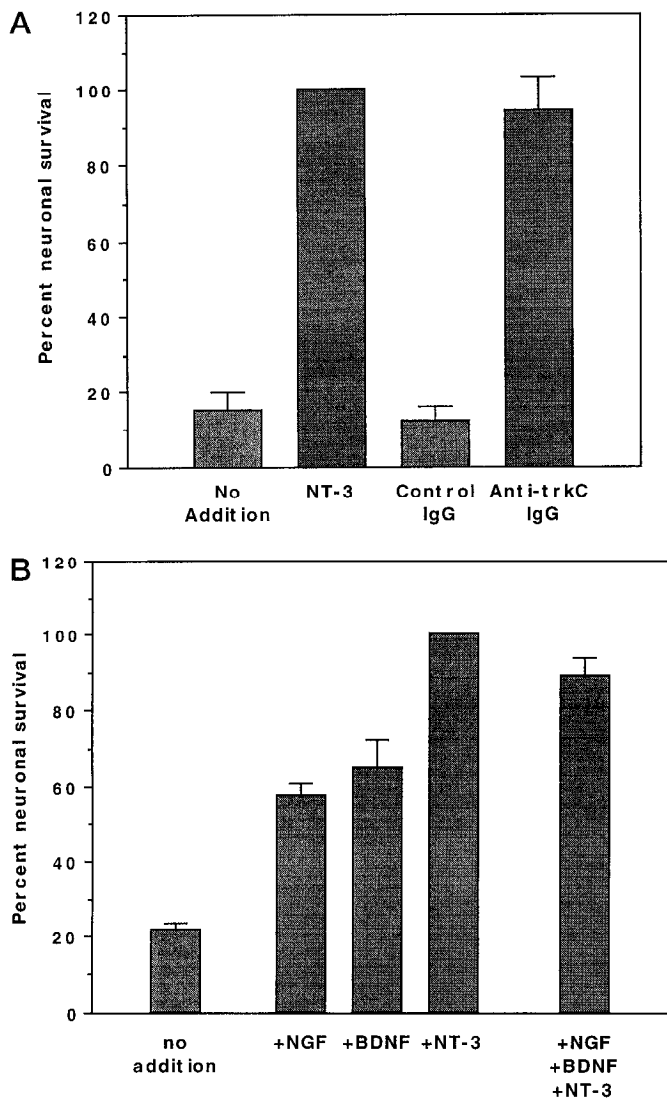 A
Percent neuronal survival
120
100
80
60
40
20
0
No Addition
NT-3
Control IgG
Anti-trkC IgG
B
Percent neuronal survival
120
100
80
60
40
20
0
no addition
+NGF
+BDNF
+NT-3
+NGF
+BDNF
+NT-3